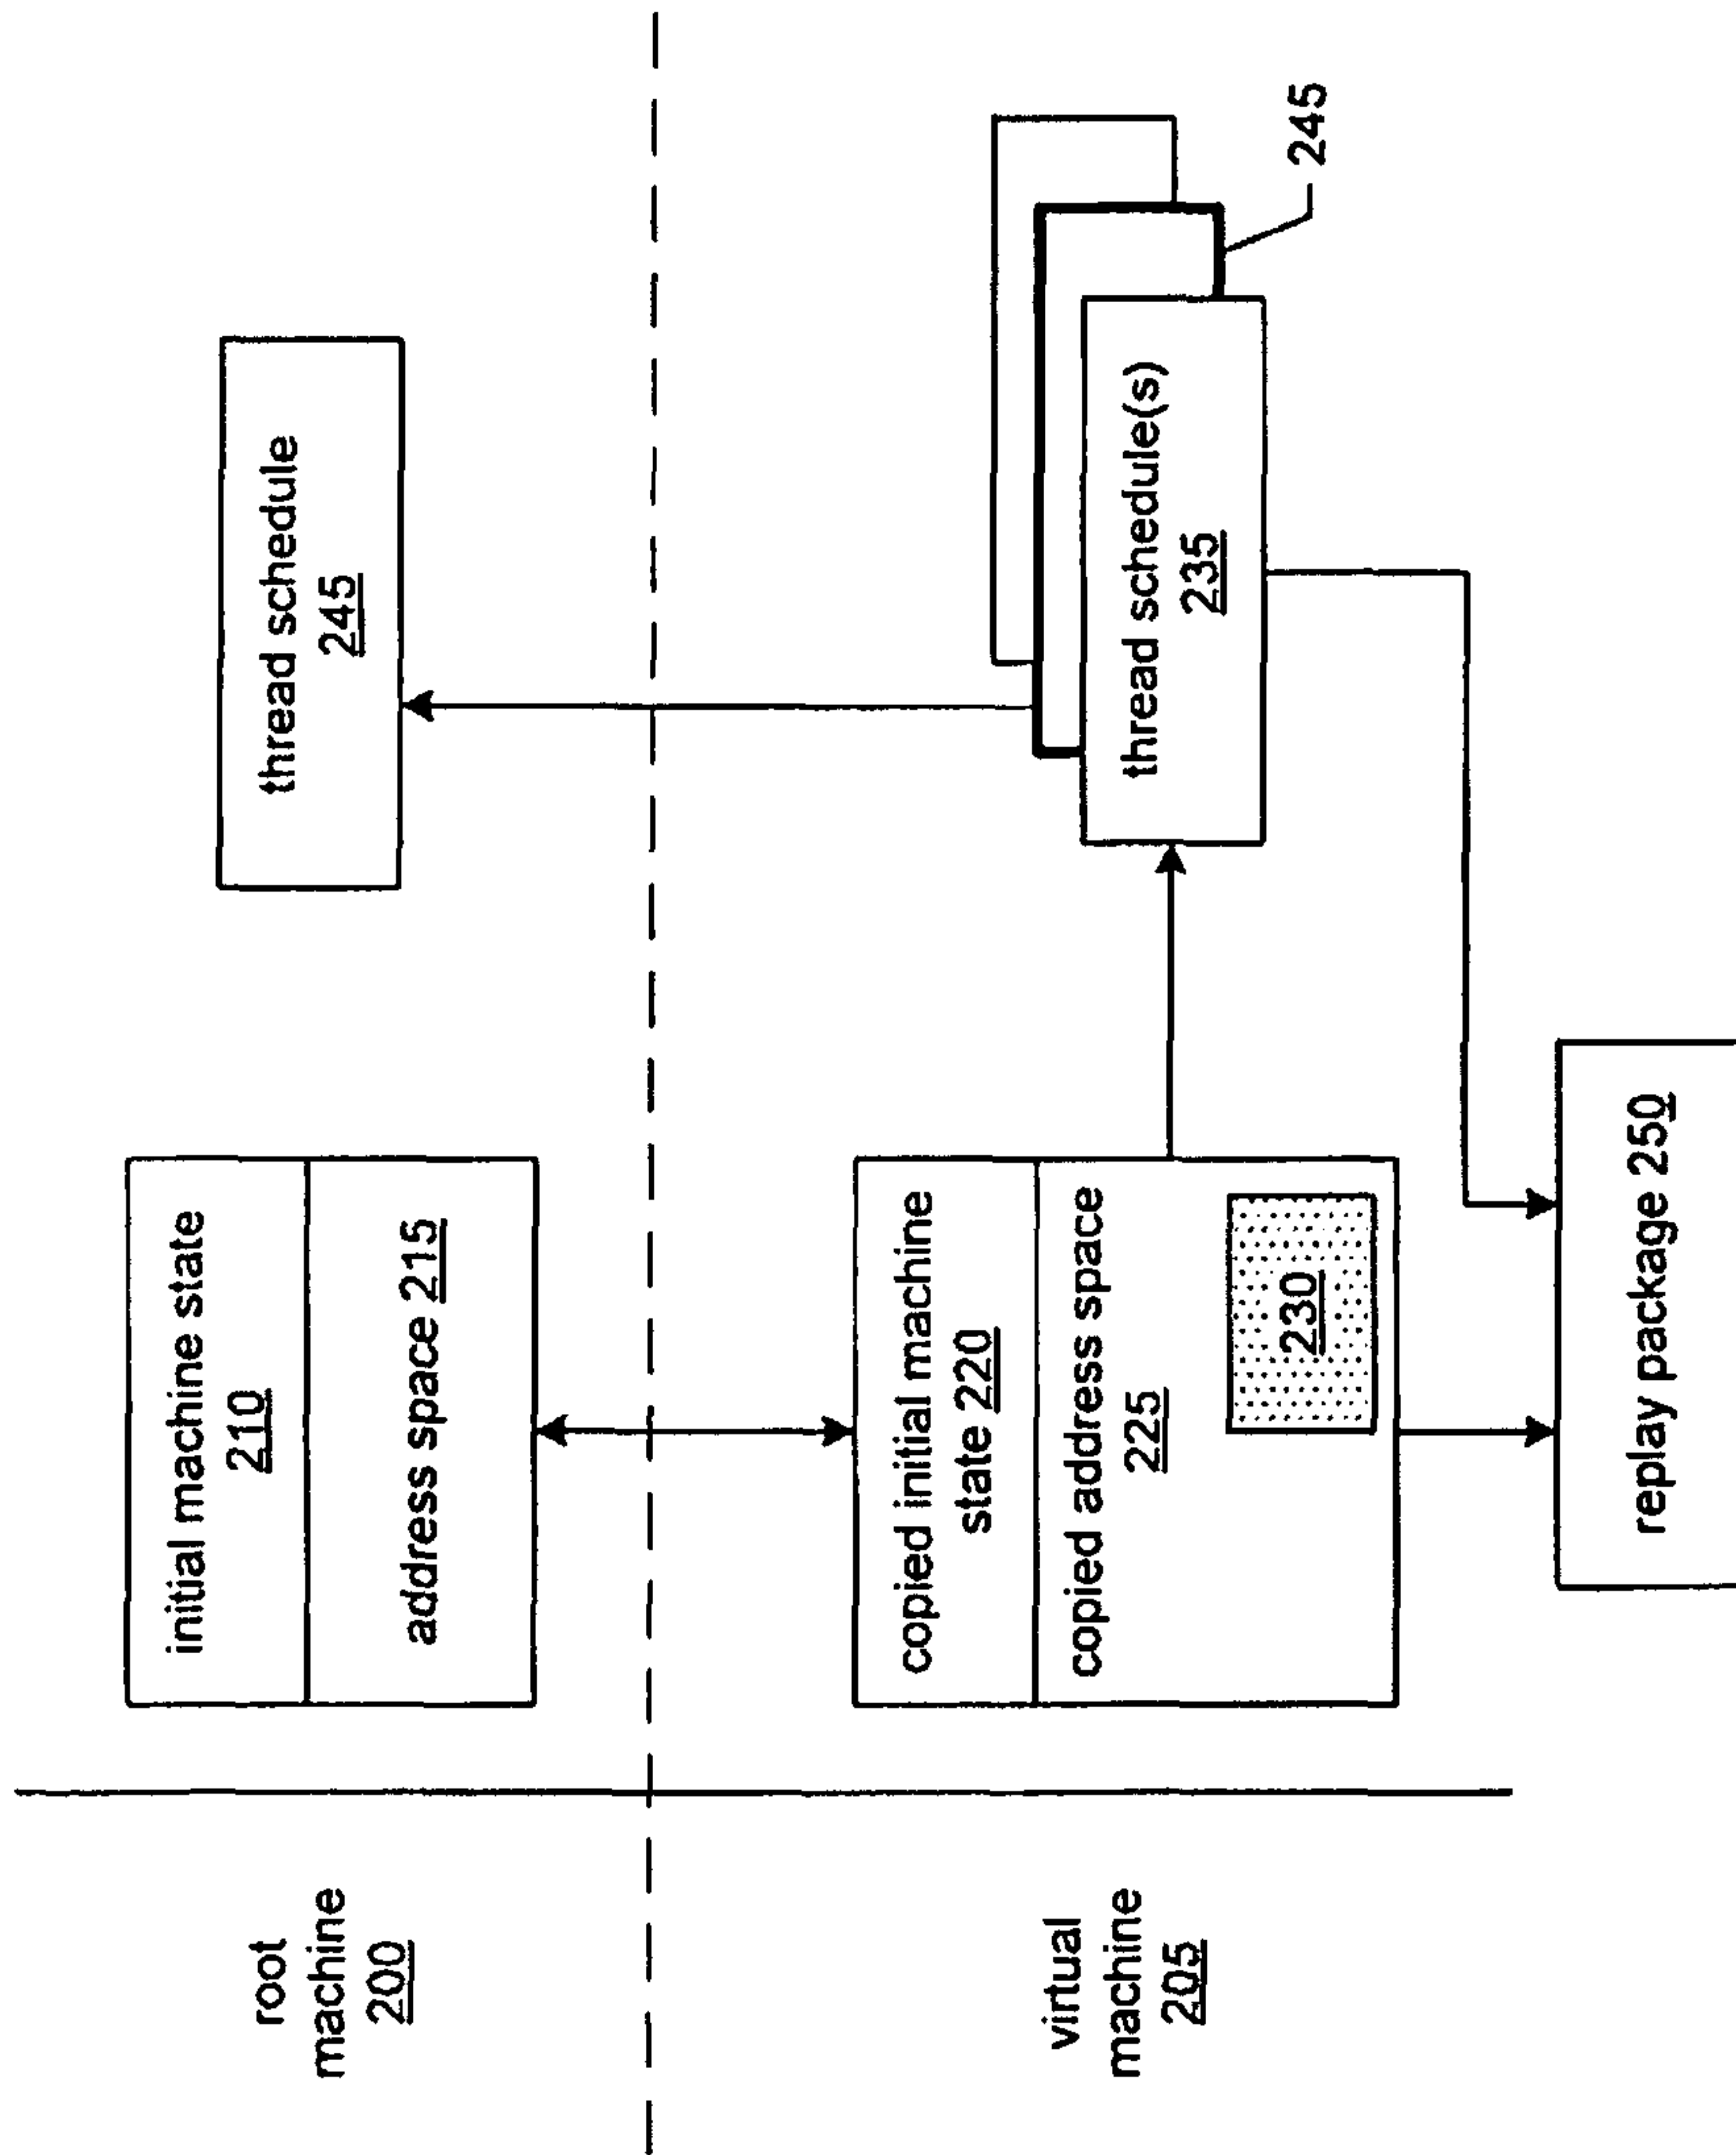 root
machine
200
initial machine state
210
address space 215
thread schedule
245
virtual
machine
205
copied initial machine
state 220
copied address space
225
230
thread schedule(s)
235
245
replay package 250